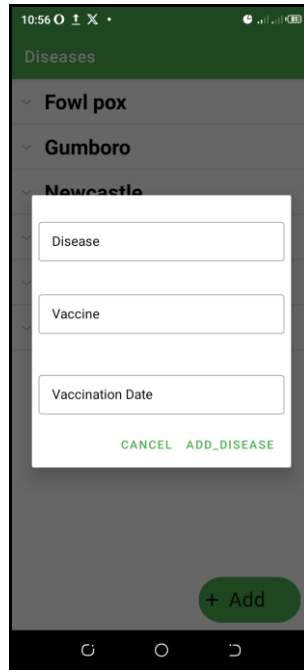 10:56
Diseases
Fowl pox
Gumboro
Newcastle
Disease
Vaccine
Vaccination Date
CANCEL ADD_DISEASE
+ Add